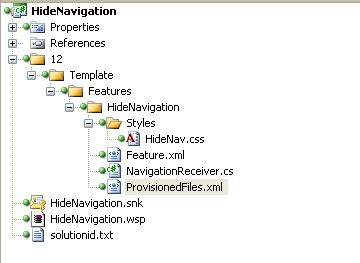 HideNavigation
Properties
References
12
Template
Features
HideNavigation
Styles
HideNav.css
Feature.xml
NavigationReceiver.cs
ProvisionedFiles.xml
HideNavigation.snk
HideNavigation.wsp
solutionid.txt